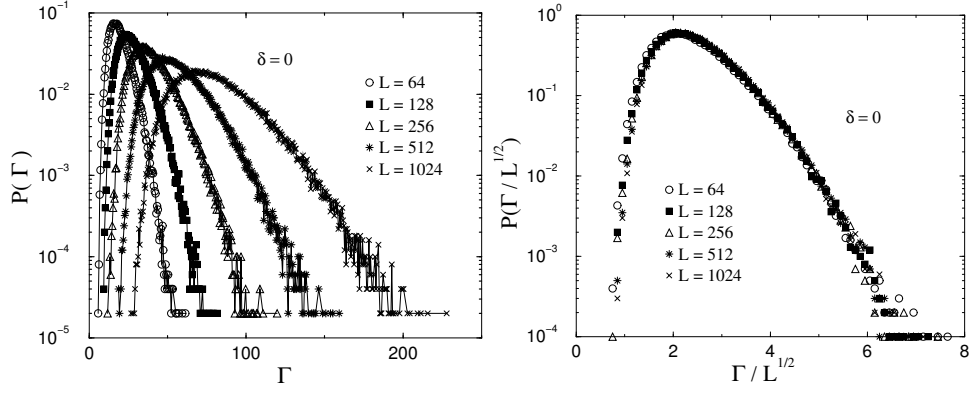 10⁻¹
10⁻²
10⁻³
10⁻⁴
10⁻⁵
P(Γ)
δ = 0
L = 64
L = 128
L = 256
L = 512
L = 1024
0 100 200
Γ
10⁰
10⁻¹
10⁻²
10⁻³
10⁻⁴
P(Γ / L^{1/2})
δ = 0
L = 64
L = 128
L = 256
L = 512
L = 1024
0 2 4 6 8
Γ / L^{1/2}